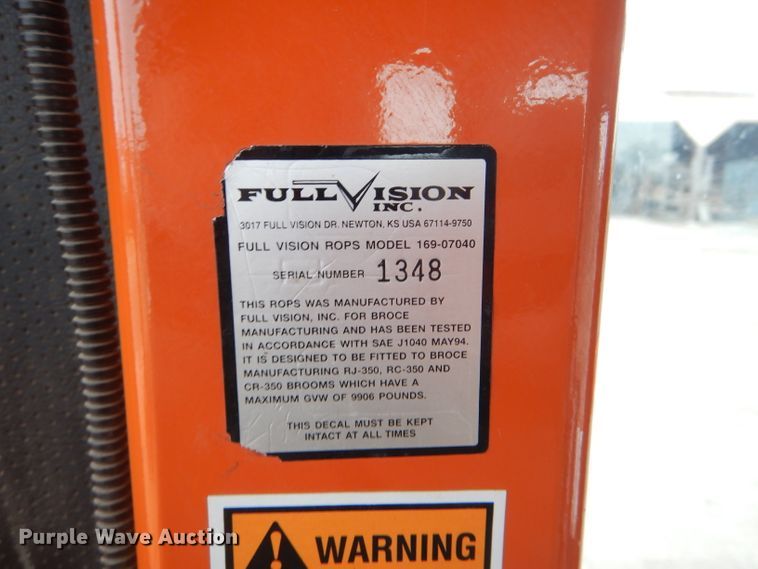 FULL VISION
INC.
3017 FULL VISION DR. NEWTON, KS USA 67114-9750
FULL VISION ROPS MODEL 169-07040
SERIAL NUMBER 1348
THIS ROPS WAS MANUFACTURED BY
FULL VISION, INC. FOR BROCE
MANUFACTURING AND HAS BEEN TESTED
IN ACCORDANCE WITH SAE J1040 MAY94.
IT IS DESIGNED TO BE FITTED TO BROCE
MANUFACTURING RJ-350, RC-350 AND
CR-350 BROOMS WHICH HAVE A
MAXIMUM GVW OF 9906 POUNDS.
THIS DECAL MUST BE KEPT
INTACT AT ALL TIMES
WARNING
Purple Wave Auction